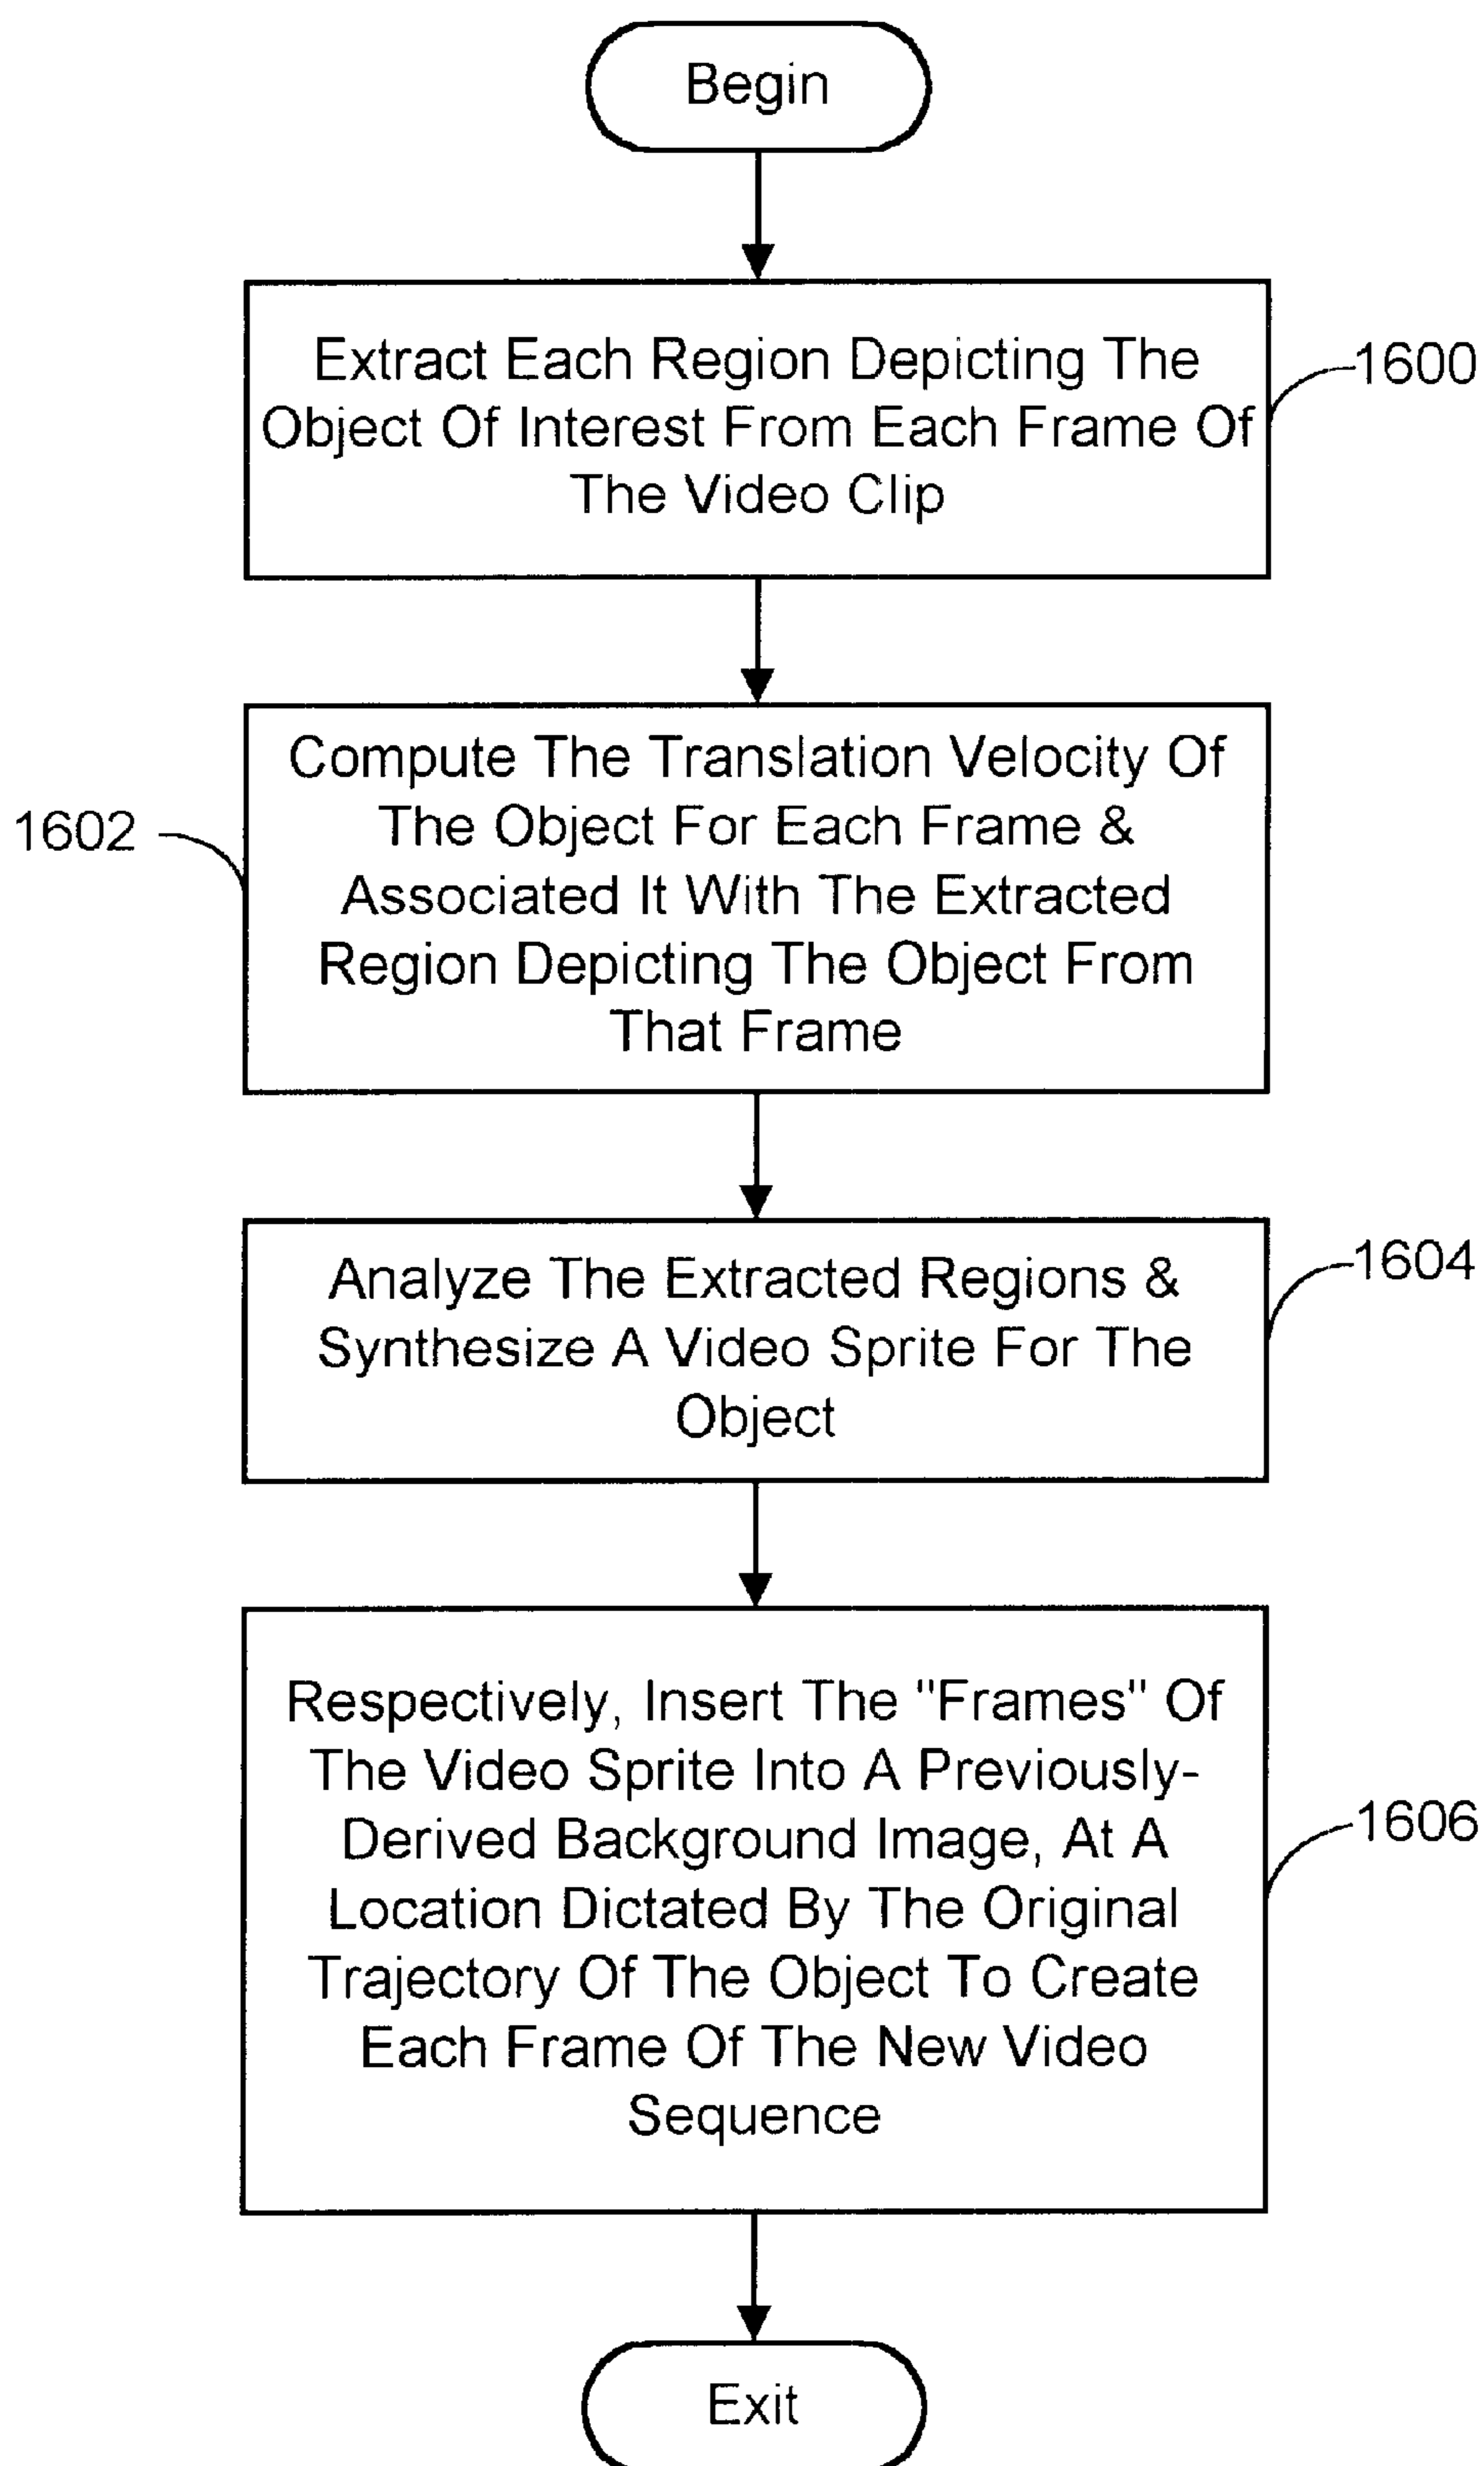 Begin
Extract Each Region Depicting The
Object Of Interest From Each Frame Of
The Video Clip
1600
Compute The Translation Velocity Of
The Object For Each Frame &
Associated It With The Extracted
Region Depicting The Object From
That Frame
1602
Analyze The Extracted Regions &
Synthesize A Video Sprite For The
Object
1604
Respectively, Insert The "Frames" Of
The Video Sprite Into A Previously-
Derived Background Image, At A
Location Dictated By The Original
Trajectory Of The Object To Create
Each Frame Of The New Video
Sequence
1606
Exit